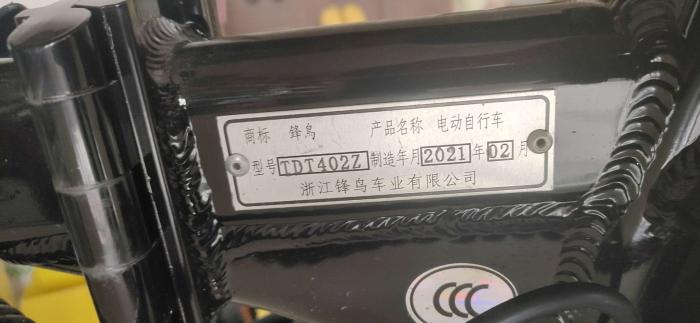 商标 锋鸟 产品名称 电动自行车
型号 TDT402Z 制造年月 2021 年 02 月
浙江锋鸟车业有限公司
CCC